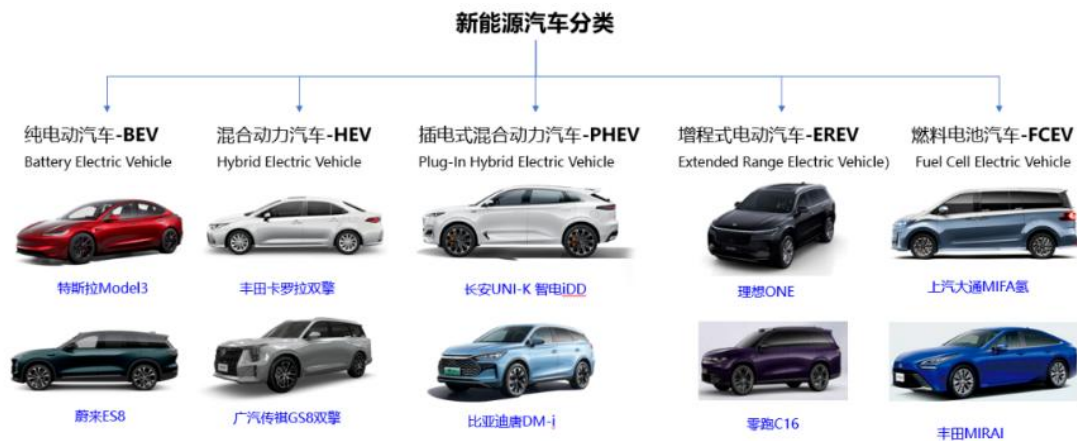 新能源汽车分类
纯电动汽车-BEV
Battery Electric Vehicle
混合动力汽车-HEV
Hybrid Electric Vehicle
插电式混合动力汽车-PHEV
Plug-In Hybrid Electric Vehicle
增程式电动汽车-EREV
Extended Range Electric Vehicle)
燃料电池汽车-FCEV
Fuel Cell Electric Vehicle
特斯拉Model3
丰田卡罗拉双擎
长安UNI-K 智电iDD
理想ONE
上汽大通MIFA氢
蔚来ES8
广汽传祺GS8双擎
比亚迪唐DM-i
零跑C16
丰田MIRAI